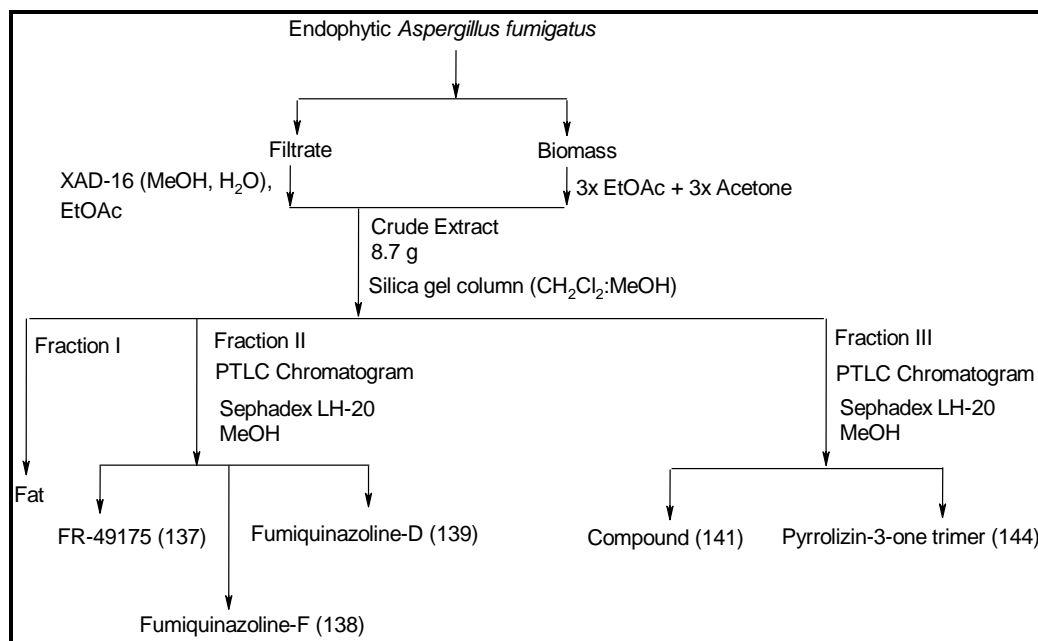 Endophytic Aspergillus fumigatus
Filtrate
Biomass
XAD-16 (MeOH, H₂O),
EtOAc
3x EtOAc + 3x Acetone
Crude Extract
8.7 g
Silica gel column (CH₂Cl₂:MeOH)
Fraction I
Fraction II
PTLC Chromatogram
Sephadex LH-20
MeOH
Fraction III
PTLC Chromatogram
Sephadex LH-20
MeOH
Fat
FR-49175 (137)
Fumiquinazoline-D (139)
Fumiquinazoline-F (138)
Compound (141)
Pyrrolizin-3-one trimer (144)